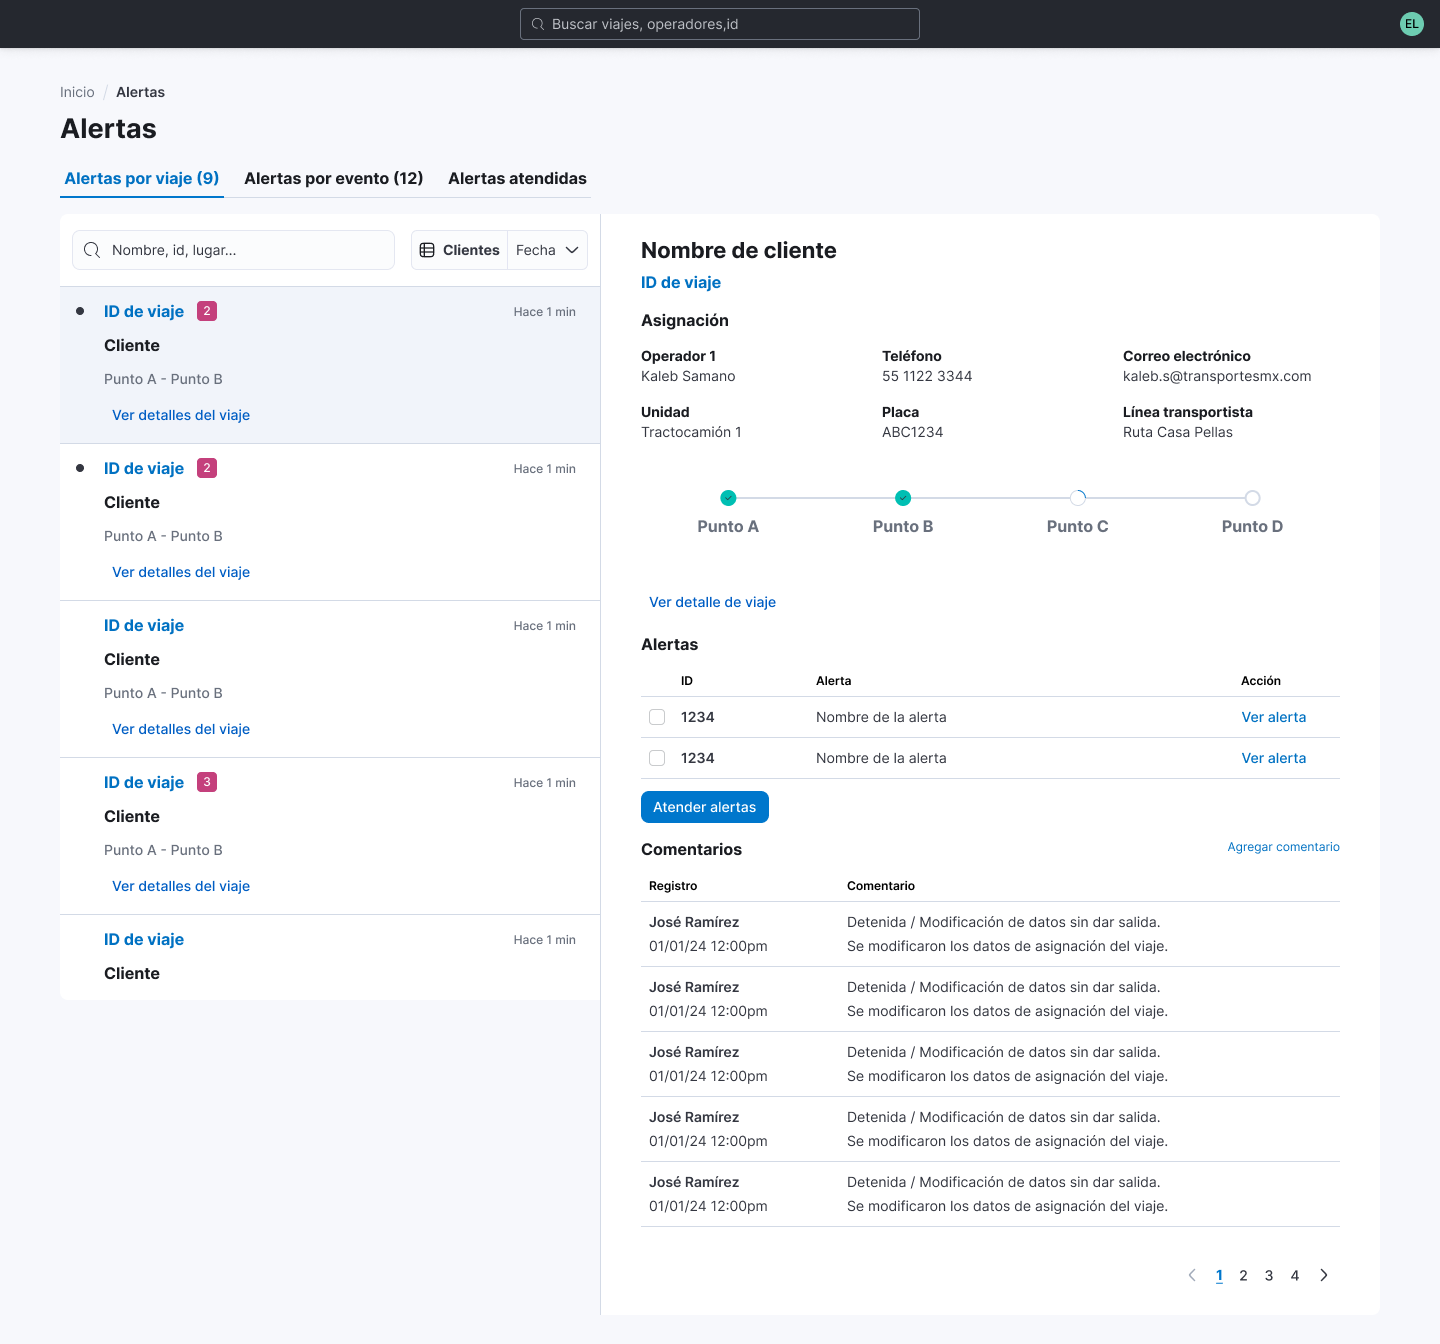 Buscar viajes, operadores,id
EL
Inicio / Alertas
Alertas
Alertas por viaje (9) Alertas por evento (12) Alertas atendidas
Nombre, id, lugar...
Clientes Fecha
ID de viaje 2 Hace 1 min
Cliente
Punto A - Punto B
Ver detalles del viaje
ID de viaje 2 Hace 1 min
Cliente
Punto A - Punto B
Ver detalles del viaje
ID de viaje Hace 1 min
Cliente
Punto A - Punto B
Ver detalles del viaje
ID de viaje 3 Hace 1 min
Cliente
Punto A - Punto B
Ver detalles del viaje
ID de viaje Hace 1 min
Cliente
Nombre de cliente
ID de viaje
Asignación
Operador 1 Teléfono Correo electrónico
Kaleb Samano 55 1122 3344 kaleb.s@transportesmx.com
Unidad Placa Línea transportista
Tractocamión 1 ABC1234 Ruta Casa Pellas
Punto A Punto B Punto C Punto D
Ver detalle de viaje
Alertas
ID Alerta Acción
1234 Nombre de la alerta Ver alerta
1234 Nombre de la alerta Ver alerta
Atender alertas
Comentarios Agregar comentario
Registro Comentario
José Ramírez Detenida / Modificación de datos sin dar salida.
01/01/24 12:00pm Se modificaron los datos de asignación del viaje.
José Ramírez Detenida / Modificación de datos sin dar salida.
01/01/24 12:00pm Se modificaron los datos de asignación del viaje.
José Ramírez Detenida / Modificación de datos sin dar salida.
01/01/24 12:00pm Se modificaron los datos de asignación del viaje.
José Ramírez Detenida / Modificación de datos sin dar salida.
01/01/24 12:00pm Se modificaron los datos de asignación del viaje.
José Ramírez Detenida / Modificación de datos sin dar salida.
01/01/24 12:00pm Se modificaron los datos de asignación del viaje.
1 2 3 4